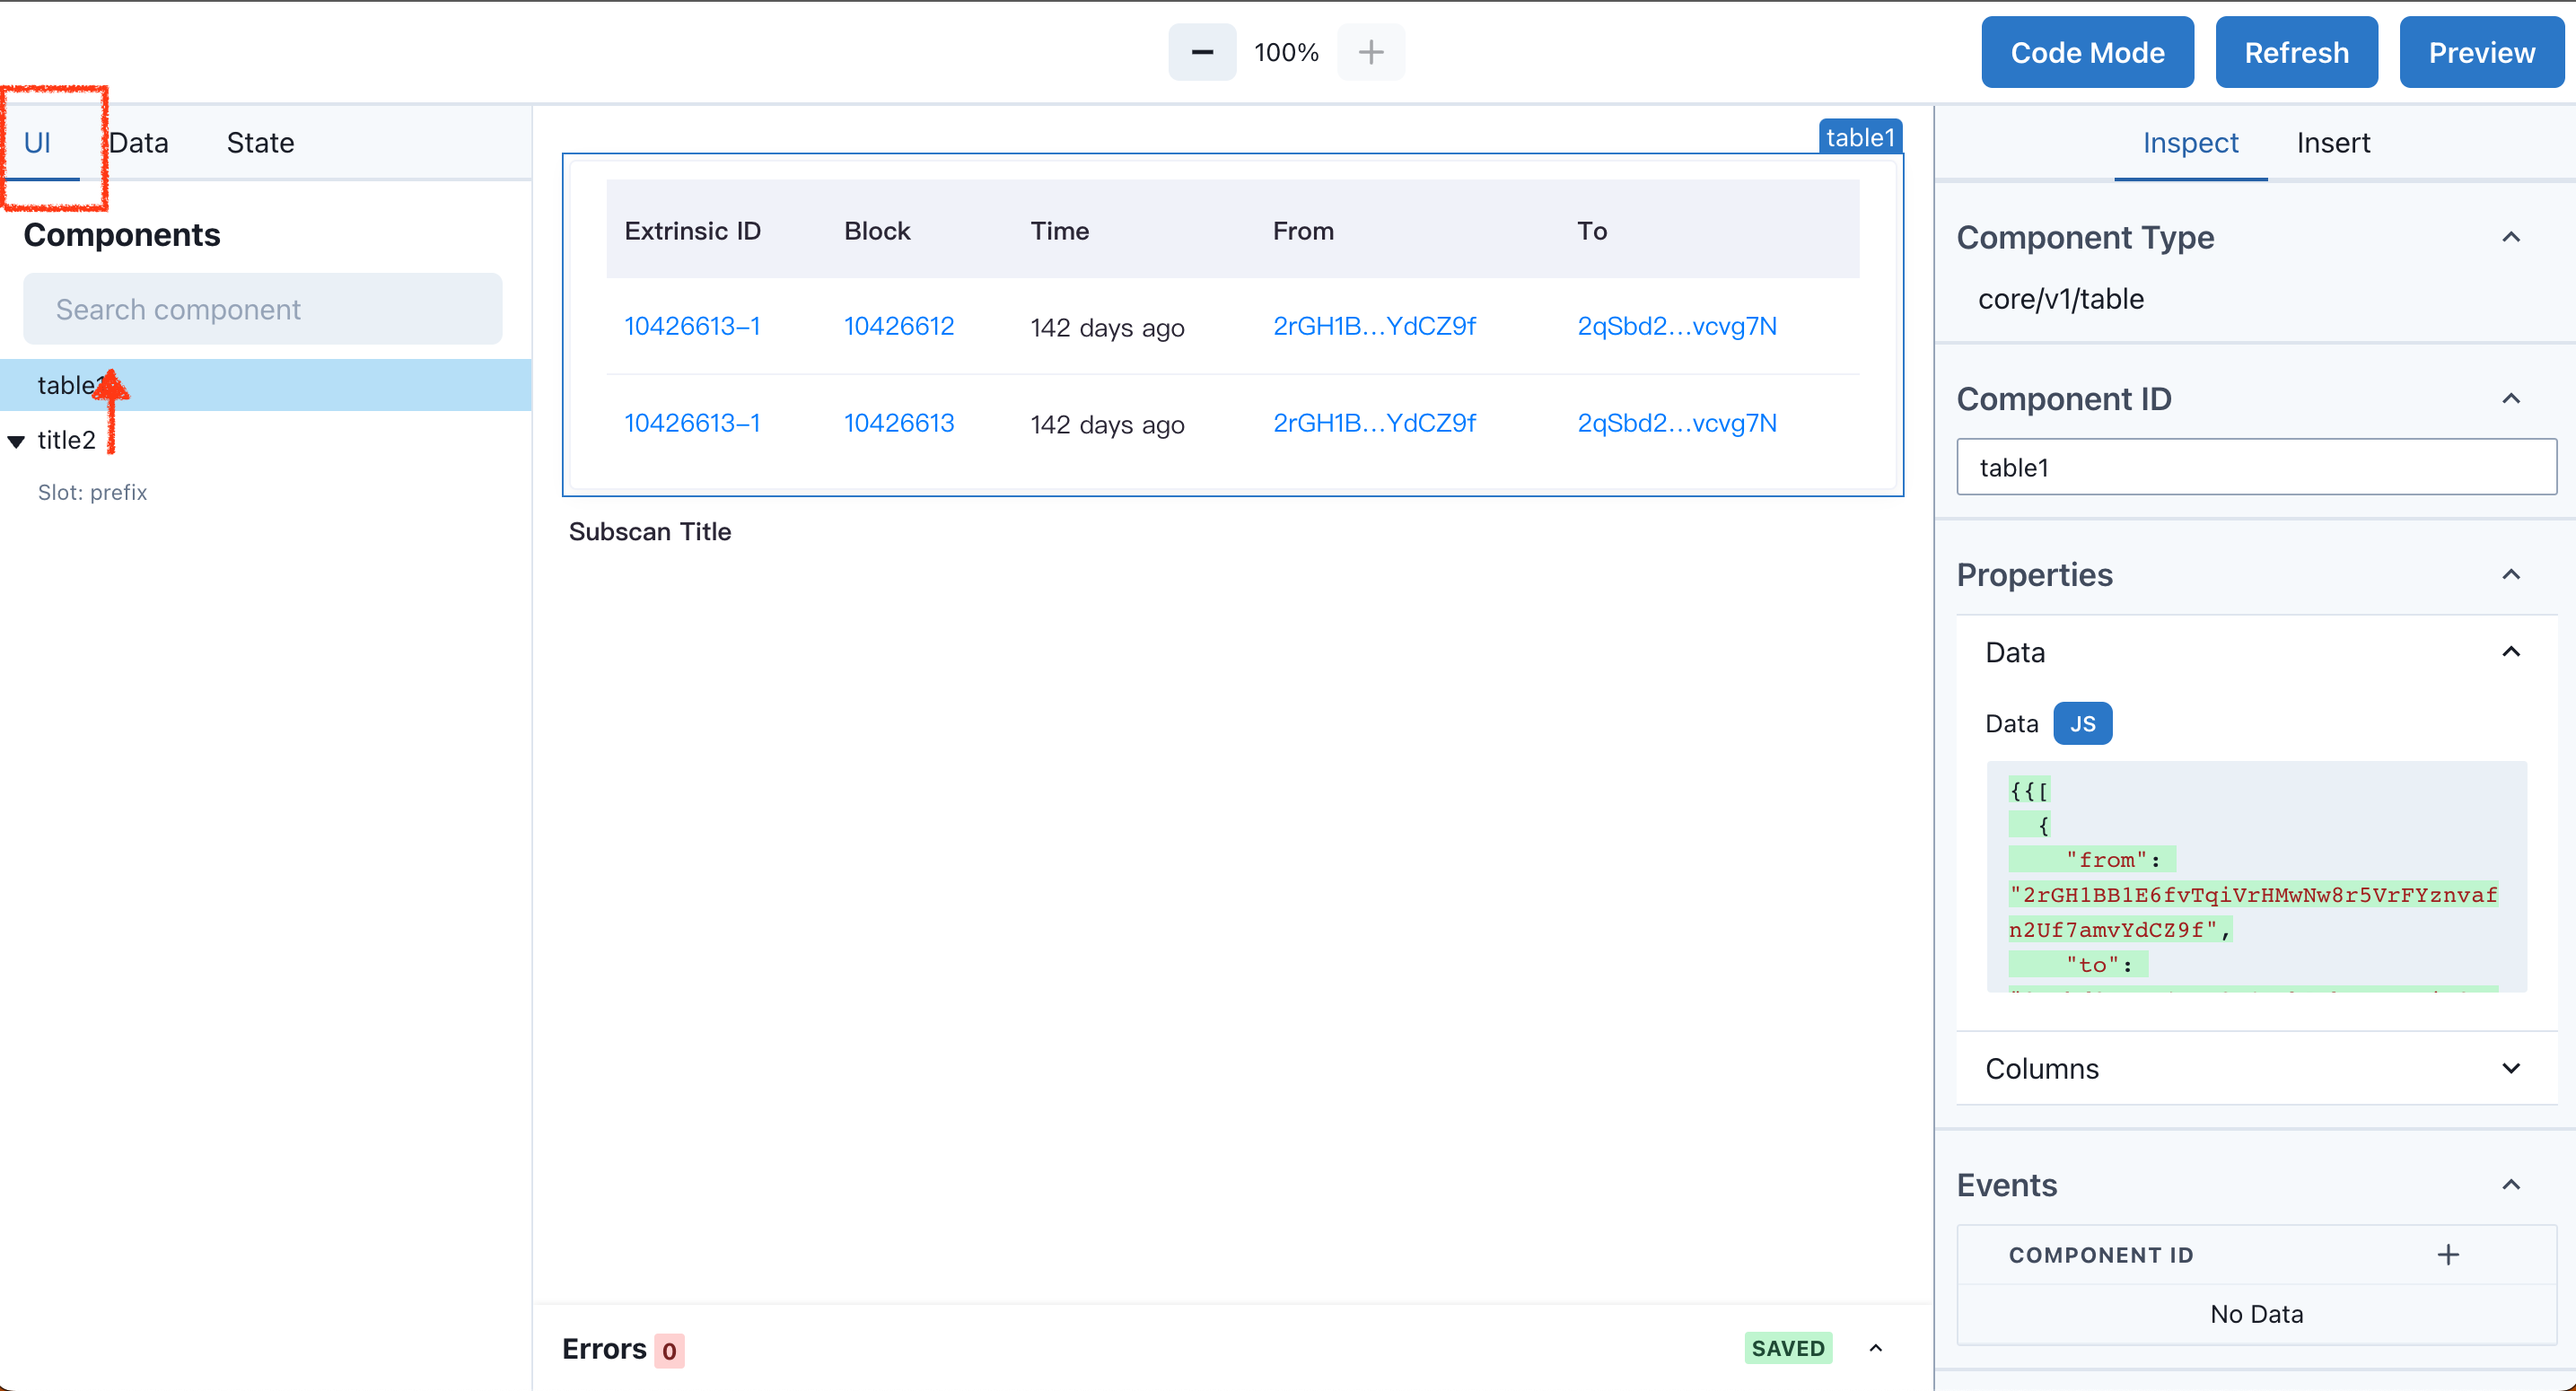 100%
Code Mode
Refresh
Preview
UI
Data
State
Components
Search component
table1
title2
Slot: prefix
table1
Extrinsic ID Block Time From To
10426613-1 10426612 142 days ago 2rGH1B...YdCZ9f 2qSbd2...vcvg7N
10426613-1 10426613 142 days ago 2rGH1B...YdCZ9f 2qSbd2...vcvg7N
Subscan Title
Errors 0
SAVED
Inspect
Insert
Component Type
core/v1/table
Component ID
table1
Properties
Data
Data JS
{{[
{
"from":
"2rGH1BB1E6fvTqiVrHMwNw8r5VrFYznvaf
n2Uf7amvYdCZ9f",
"to":
Columns
Events
COMPONENT ID
No Data